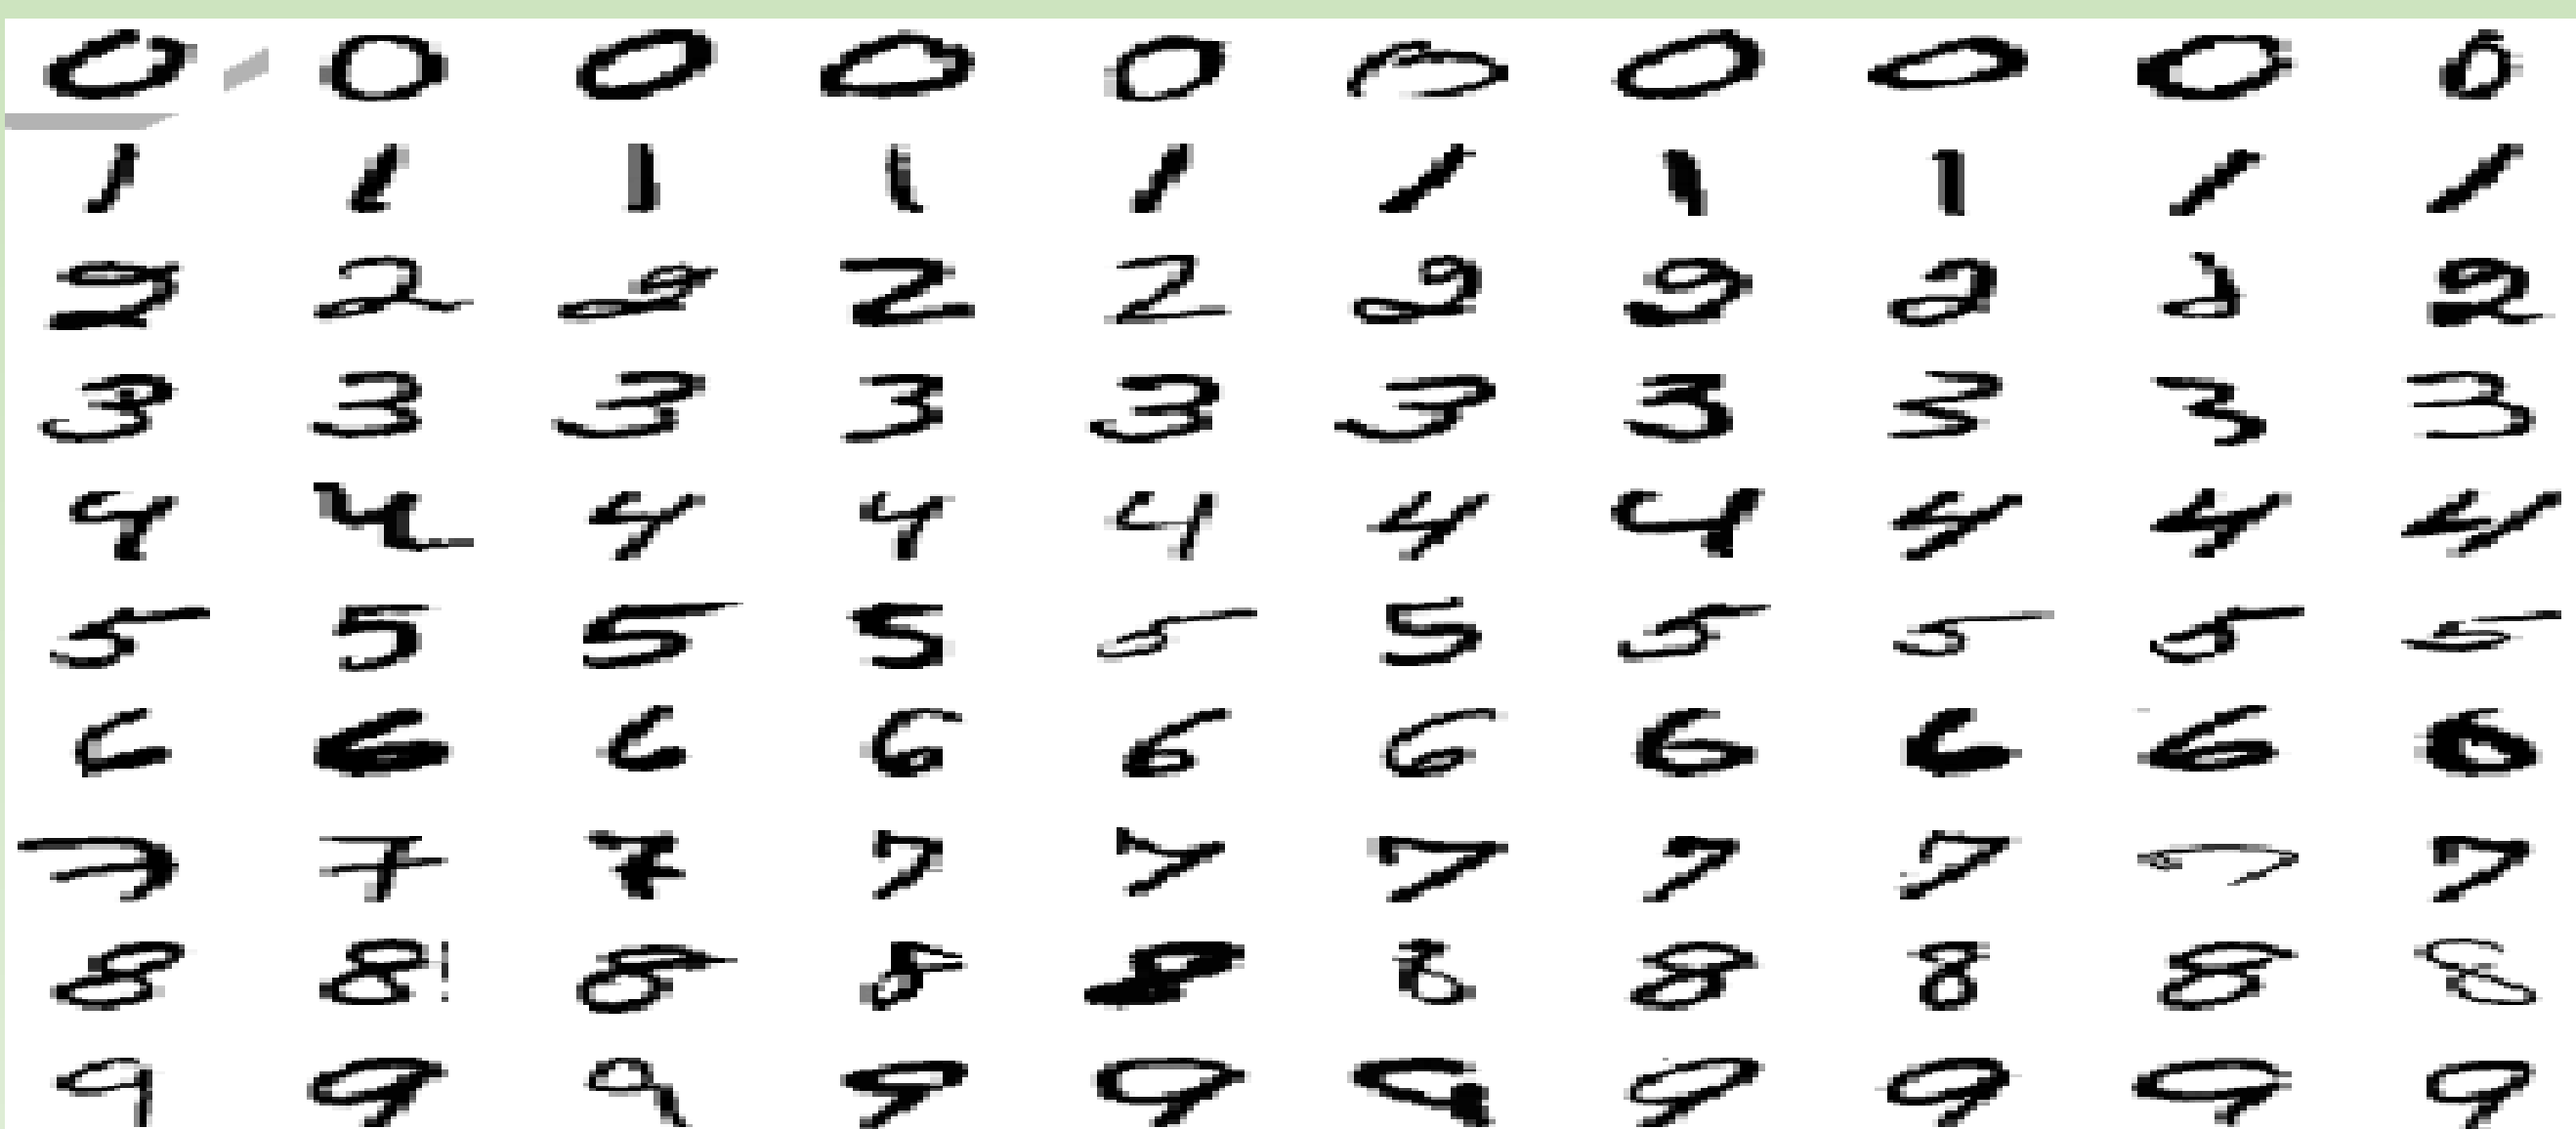 0 0 0 0 0 0 0 0 0 0
1 1 1 1 1 1 1 1 1 1
2 2 2 2 2 2 2 2 2 2
3 3 3 3 3 3 3 3 3 3
4 4 4 4 4 4 4 4 4 4
5 5 5 5 5 5 5 5 5 5
6 6 6 6 6 6 6 6 6 6
7 7 7 7 7 7 7 7 7 7
8 8 8 8 8 8 8 8 8 8
9 9 9 9 9 9 9 9 9 9